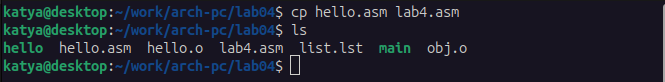 katya@desktop:~/work/arch-pc/lab04$ cp hello.asm lab4.asm
katya@desktop:~/work/arch-pc/lab04$ ls
hello  hello.asm  hello.o  lab4.asm  list.lst  main  obj.o
katya@desktop:~/work/arch-pc/lab04$